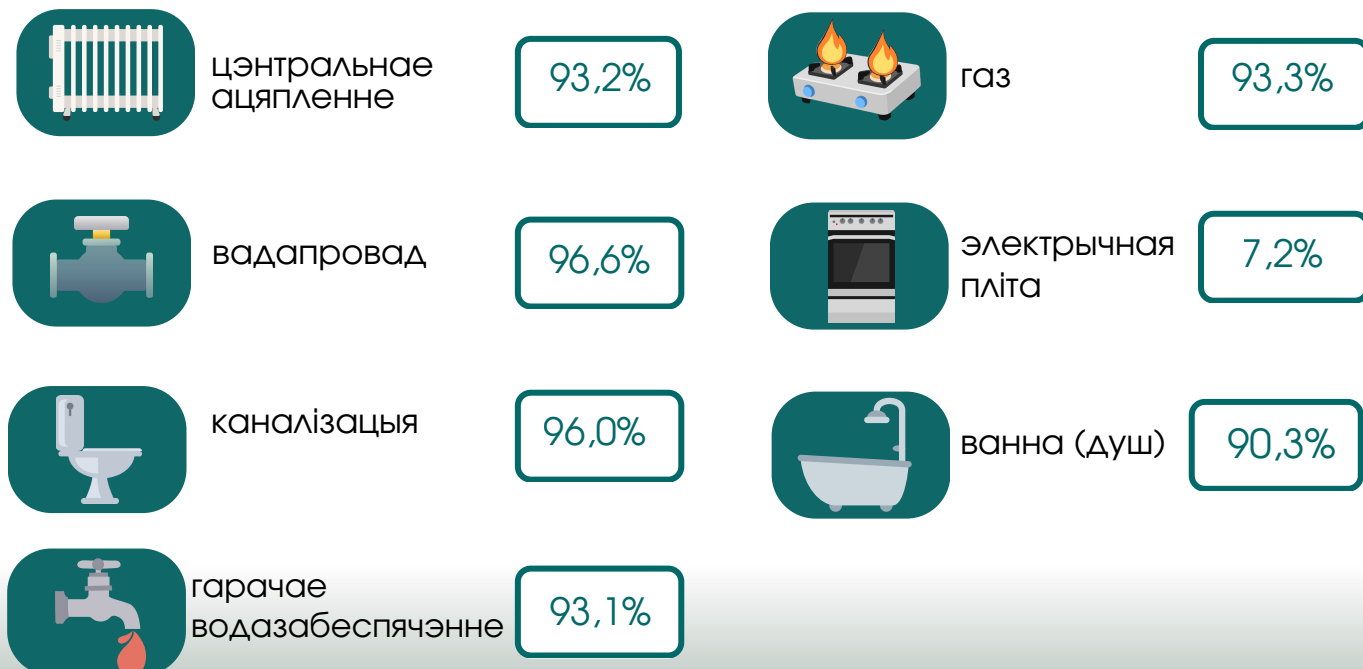 цэнтральнае
ацяпленне
93,2%
газ
93,3%
вадаправод
96,6%
электрычная
пліта
7,2%
каналізацыя
96,0%
ванна (душ)
90,3%
гарачае
водазабеспячэнне
93,1%